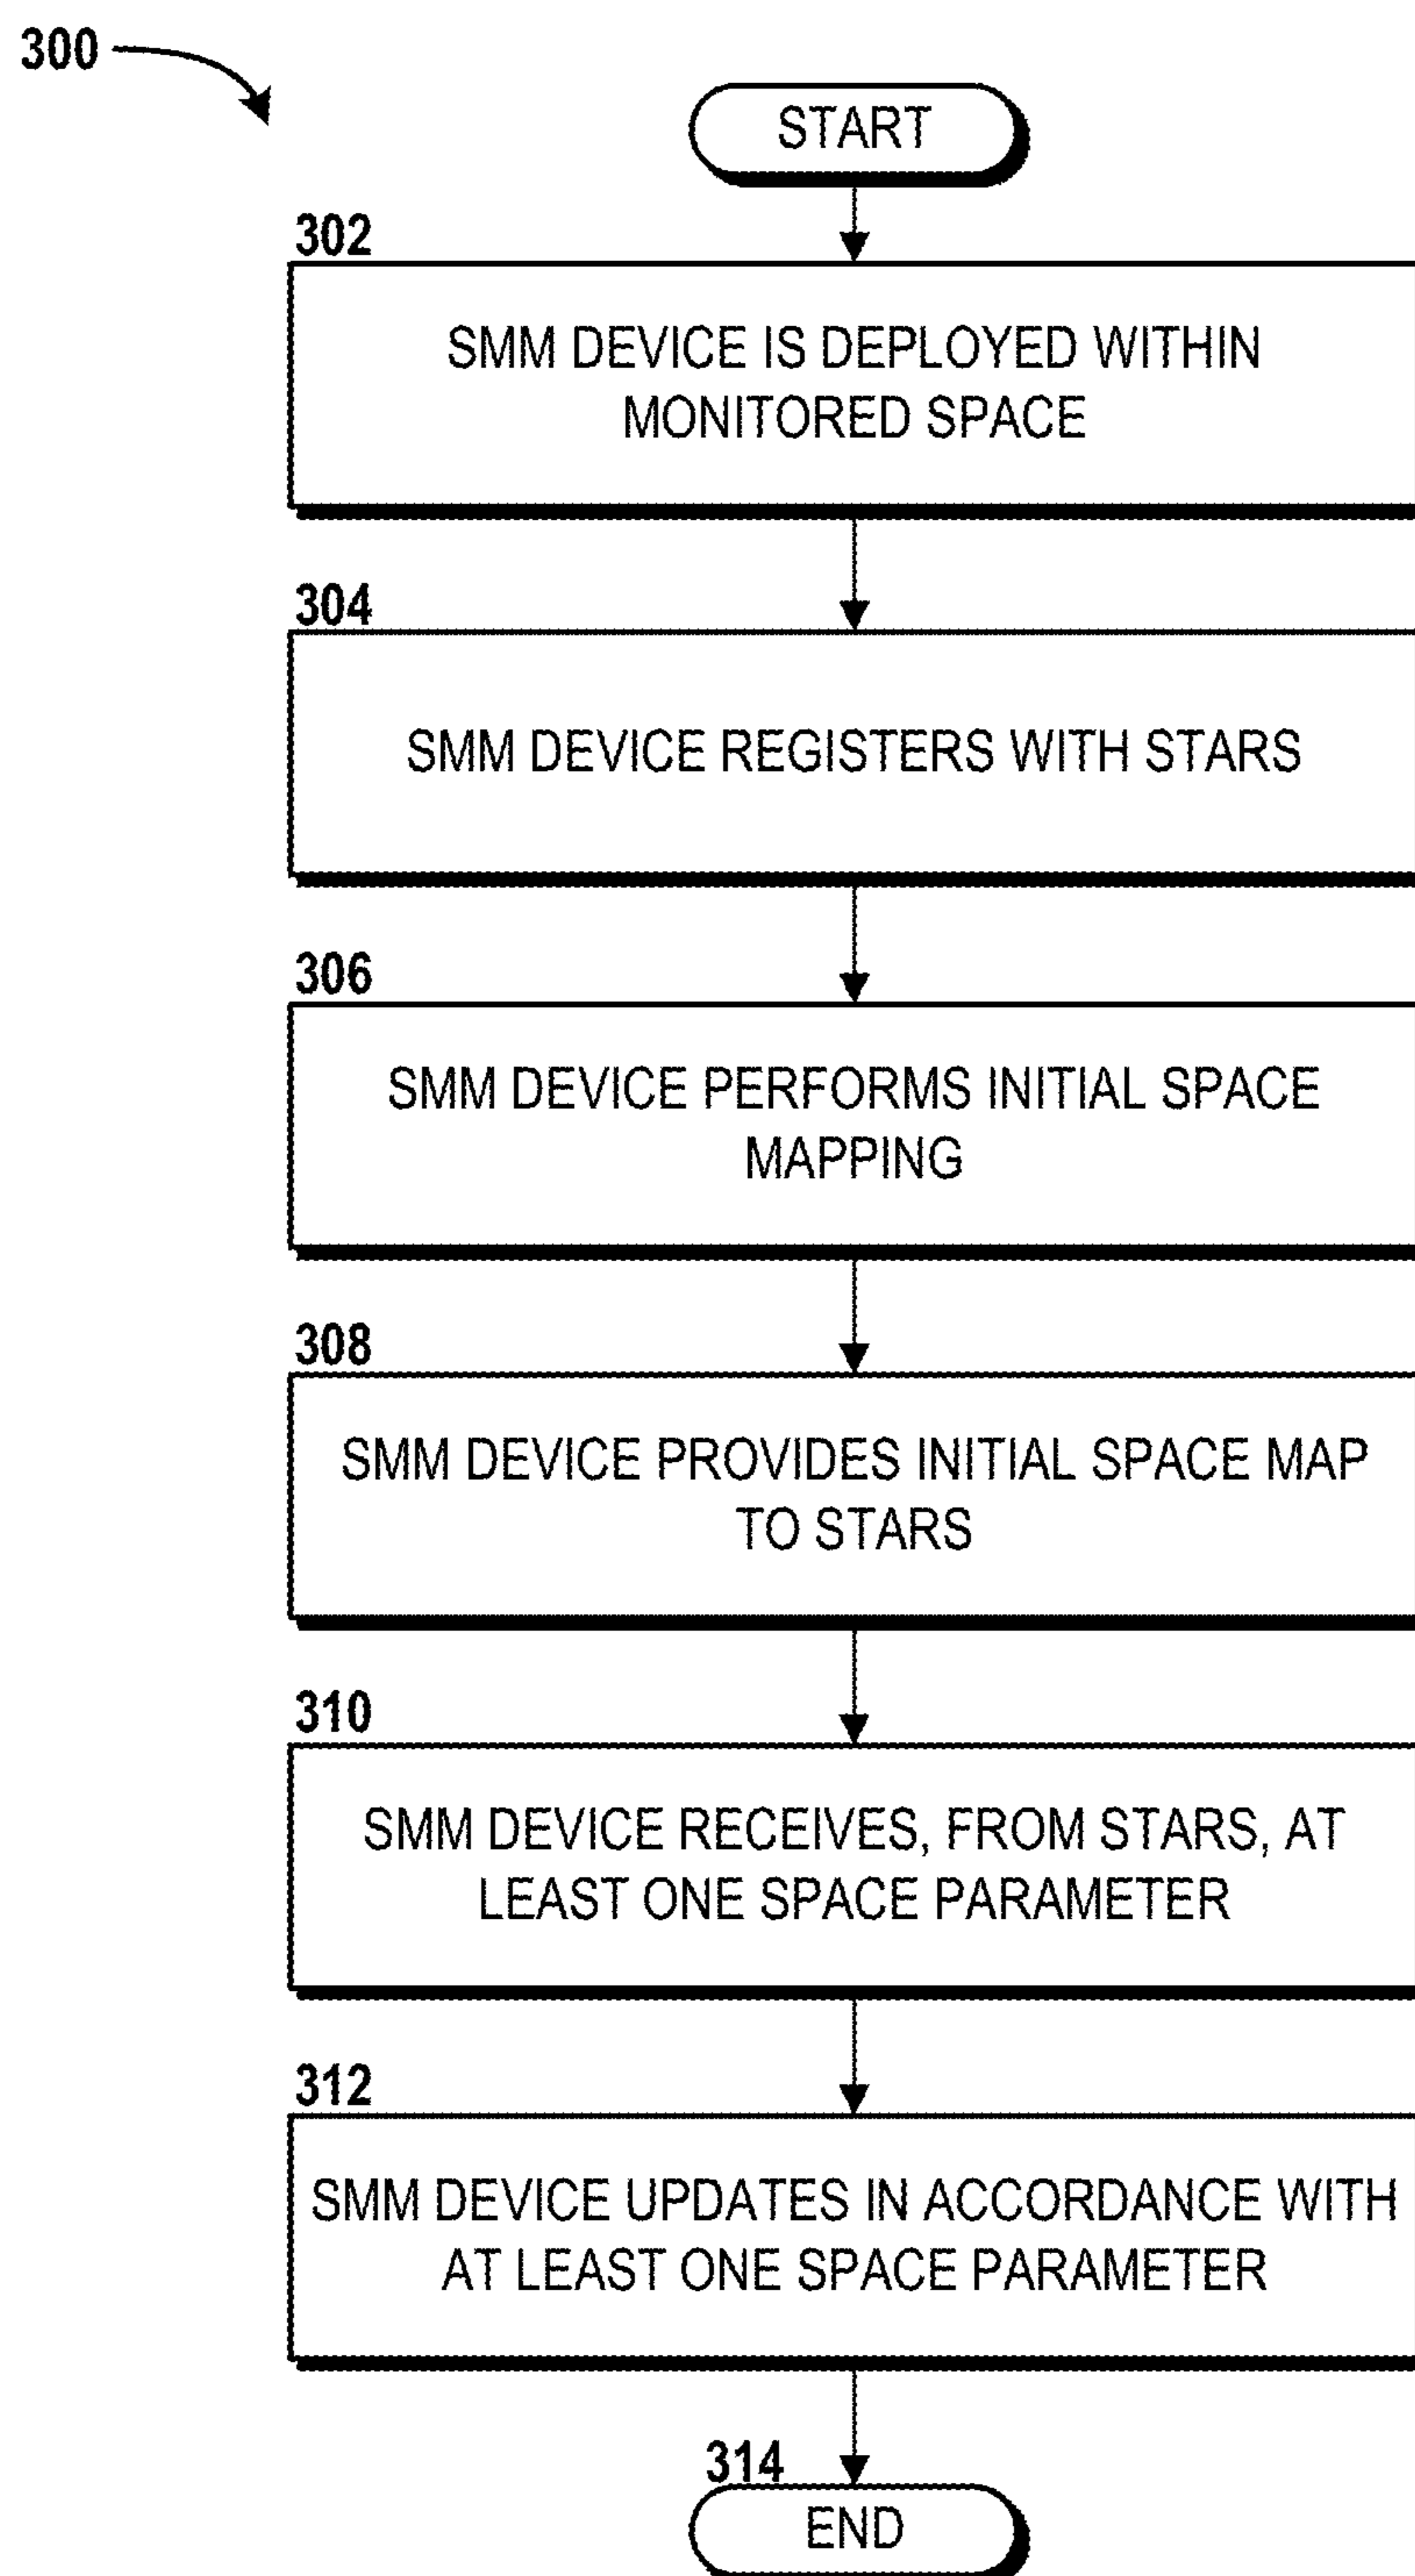 300
START
302
SMM DEVICE IS DEPLOYED WITHIN
MONITORED SPACE
304
SMM DEVICE REGISTERS WITH STARS
306
SMM DEVICE PERFORMS INITIAL SPACE
MAPPING
308
SMM DEVICE PROVIDES INITIAL SPACE MAP
TO STARS
310
SMM DEVICE RECEIVES, FROM STARS, AT
LEAST ONE SPACE PARAMETER
312
SMM DEVICE UPDATES IN ACCORDANCE WITH
AT LEAST ONE SPACE PARAMETER
314
END